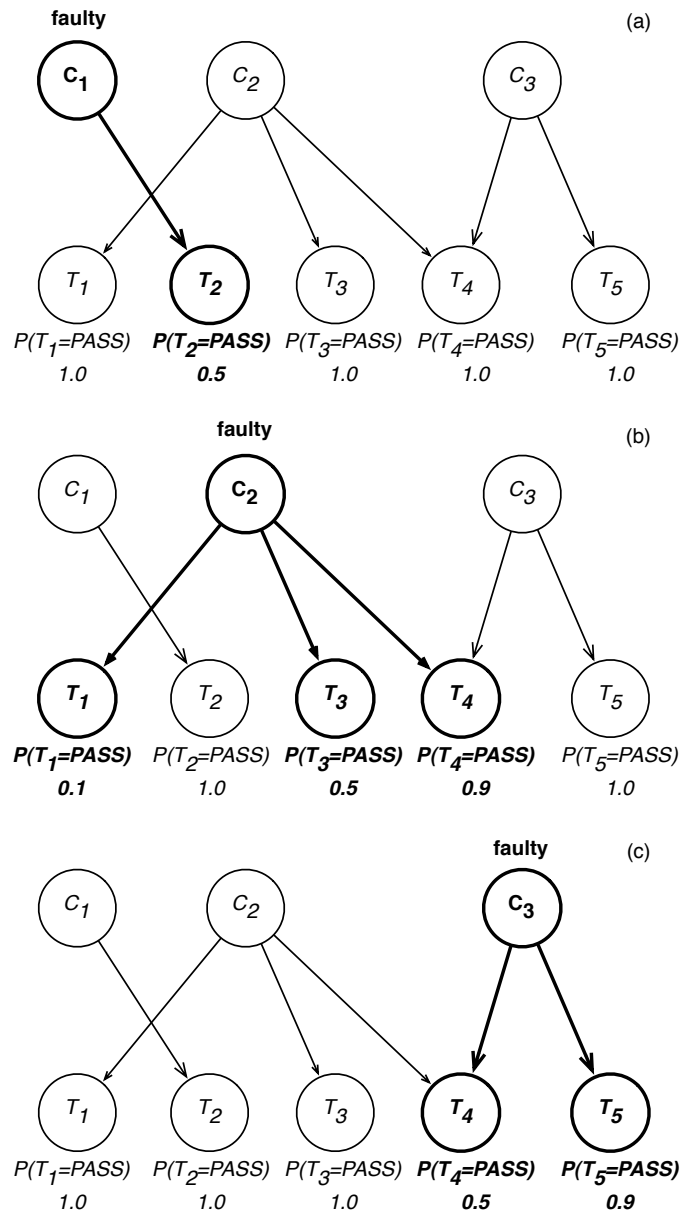 faulty (a)
C1 C2 C3
T1 T2 T3 T4 T5
P(T1=PASS) P(T2=PASS) P(T3=PASS) P(T4=PASS) P(T5=PASS)
1.0 0.5 1.0 1.0 1.0
faulty (b)
C1 C2 C3
T1 T2 T3 T4 T5
P(T1=PASS) P(T2=PASS) P(T3=PASS) P(T4=PASS) P(T5=PASS)
0.1 1.0 0.5 0.9 1.0
faulty (c)
C1 C2 C3
T1 T2 T3 T4 T5
P(T1=PASS) P(T2=PASS) P(T3=PASS) P(T4=PASS) P(T5=PASS)
1.0 1.0 1.0 0.5 0.9